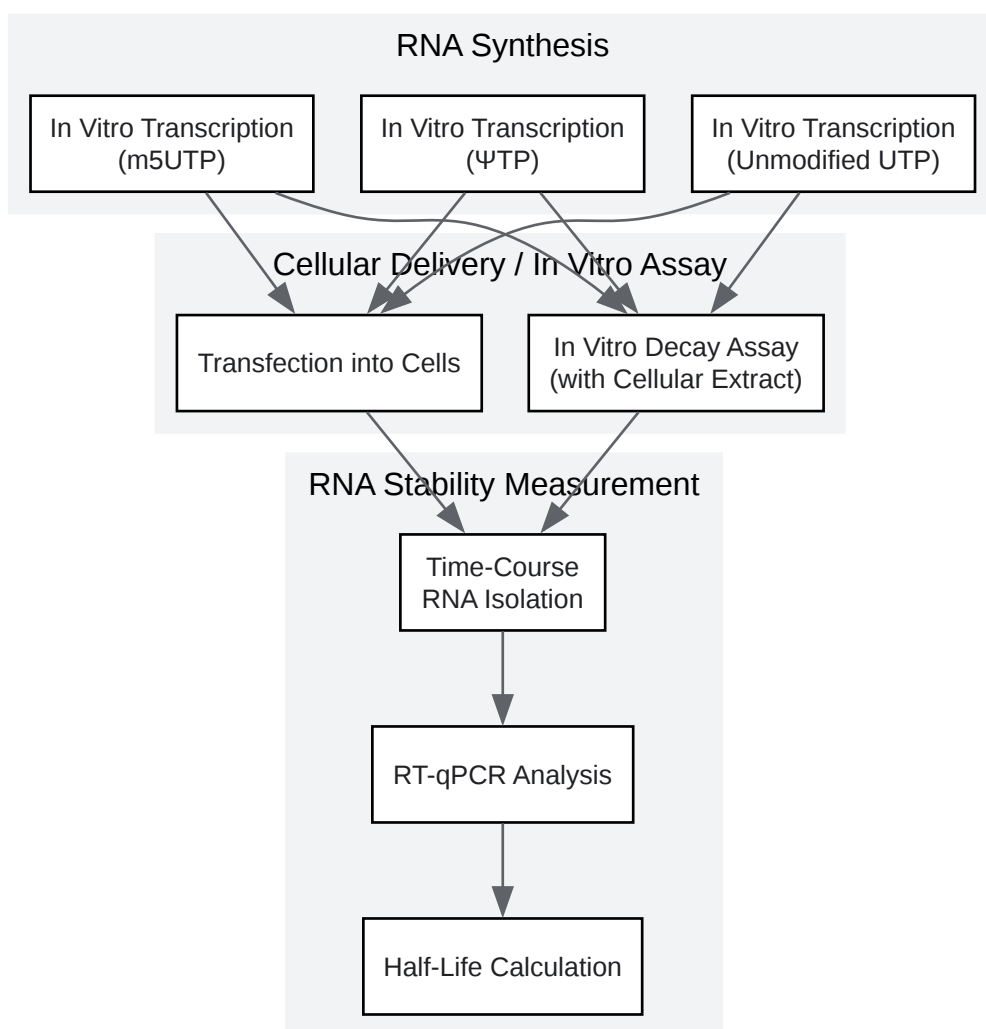 RNA Synthesis
In Vitro Transcription
(m5UTP)
In Vitro Transcription
(ΨTP)
In Vitro Transcription
(Unmodified UTP)
Cellular Delivery / In Vitro Assay
Transfection into Cells
In Vitro Decay Assay
(with Cellular Extract)
RNA Stability Measurement
Time-Course
RNA Isolation
RT-qPCR Analysis
Half-Life Calculation